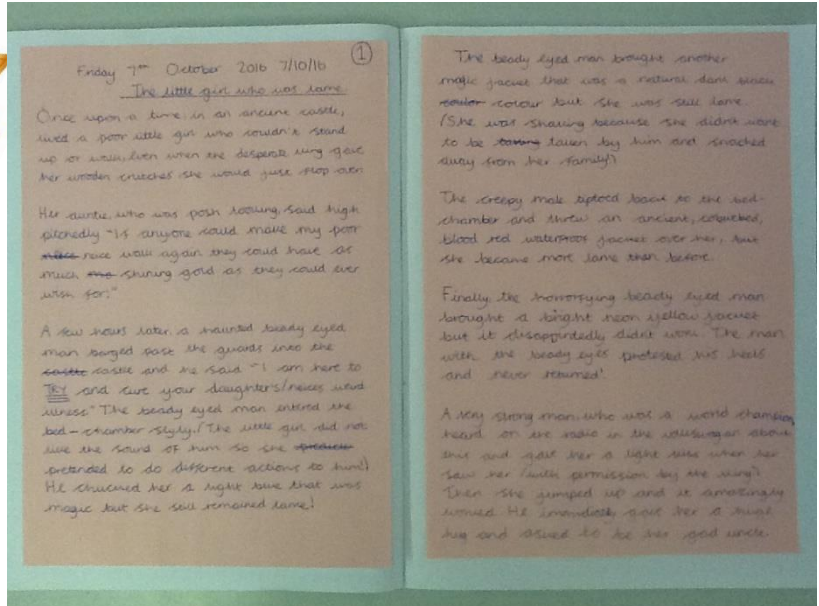 Friday 7th October 2016 7/10/16 1
The little girl who was lame
Once upon a time, in an ancient castle,
lived a poor little girl who couldn't stand
up or walk, even when the desperate king gave
her wooden crutches she would just flop over.
Her auntie who was posh looking, said high
pitchedly "If anyone could make my poor
neice walk again they could have as
much shining gold as they could ever
wish for."
A few hours later, a haunted beady eyed
man barged past the guards into the
castle castle and he said "I am here to
TRY and cure your daughter's/neices weird
illness" The beady eyed man entered the
bed-chamber slyly. (The little girl did not
like the sound of him so she
pretended to do different actions to him!)
He chucked her a light blue that was
magic but she still remained lame!
The beady eyed man brought another
magic jacket that was a natural dark black
coulor colour but she was still lame.
(She was shaking because she didn't want
to be taken by him and snached
away from her family!)
The creepy male tiptoed back to the bed-
chamber and threw an ancient, cobwebed,
blood red waterproof jacket over her, but
she became more lame than before.
Finally, the horrorfying beady eyed man
brought a bright neon yellow jacket
but it disappordedly didn't work. The man
with the beady eyes protested his heels
and never returned!
A very strong man, who was a world champion,
heard on the radio in the about
this and gave her a light kiss when he
saw her (with permission by the king!)
Then she jumped up and it amazingly
worked. He gave her a huge
hug and asked to be her god uncle.